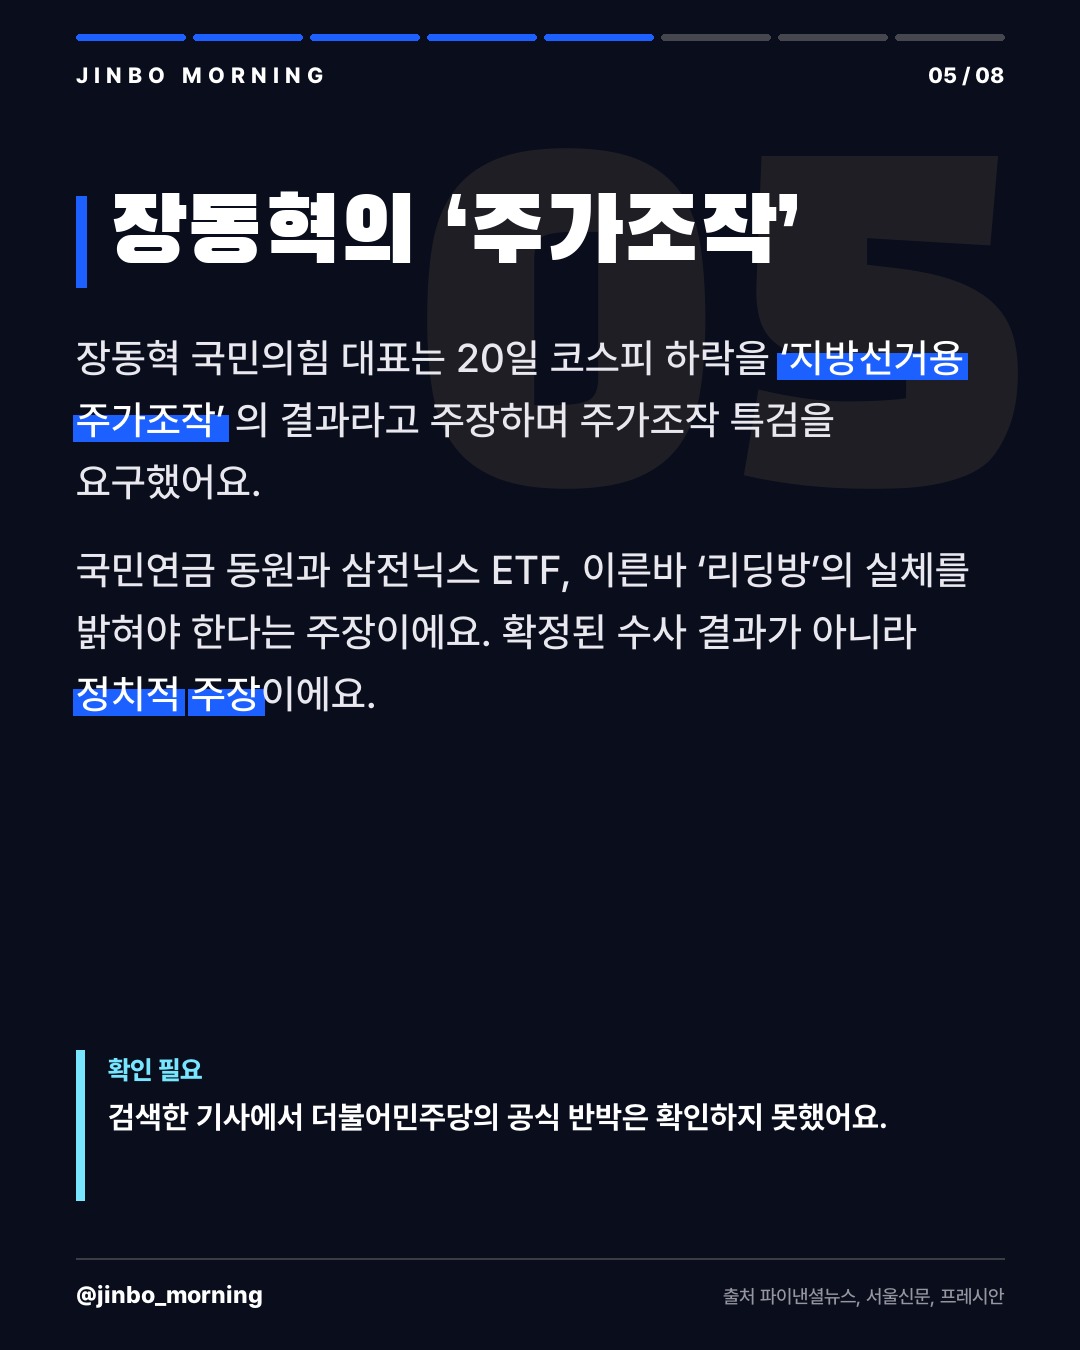 JINBO MORNING
05 / 08
05
장동혁의 ‘주가조작’
장동혁 국민의힘 대표는 20일 코스피 하락을 ‘지방선거용
주가조작’ 의 결과라고 주장하며 주가조작 특검을
요구했어요.
국민연금 동원과 삼전닉스 ETF, 이른바 ‘리딩방’의 실체를
밝혀야 한다는 주장이에요. 확정된 수사 결과가 아니라
정치적 주장이에요.
확인 필요
검색한 기사에서 더불어민주당의 공식 반박은 확인하지 못했어요.
@jinbo_morning
출처 파이낸셜뉴스, 서울신문, 프레시안